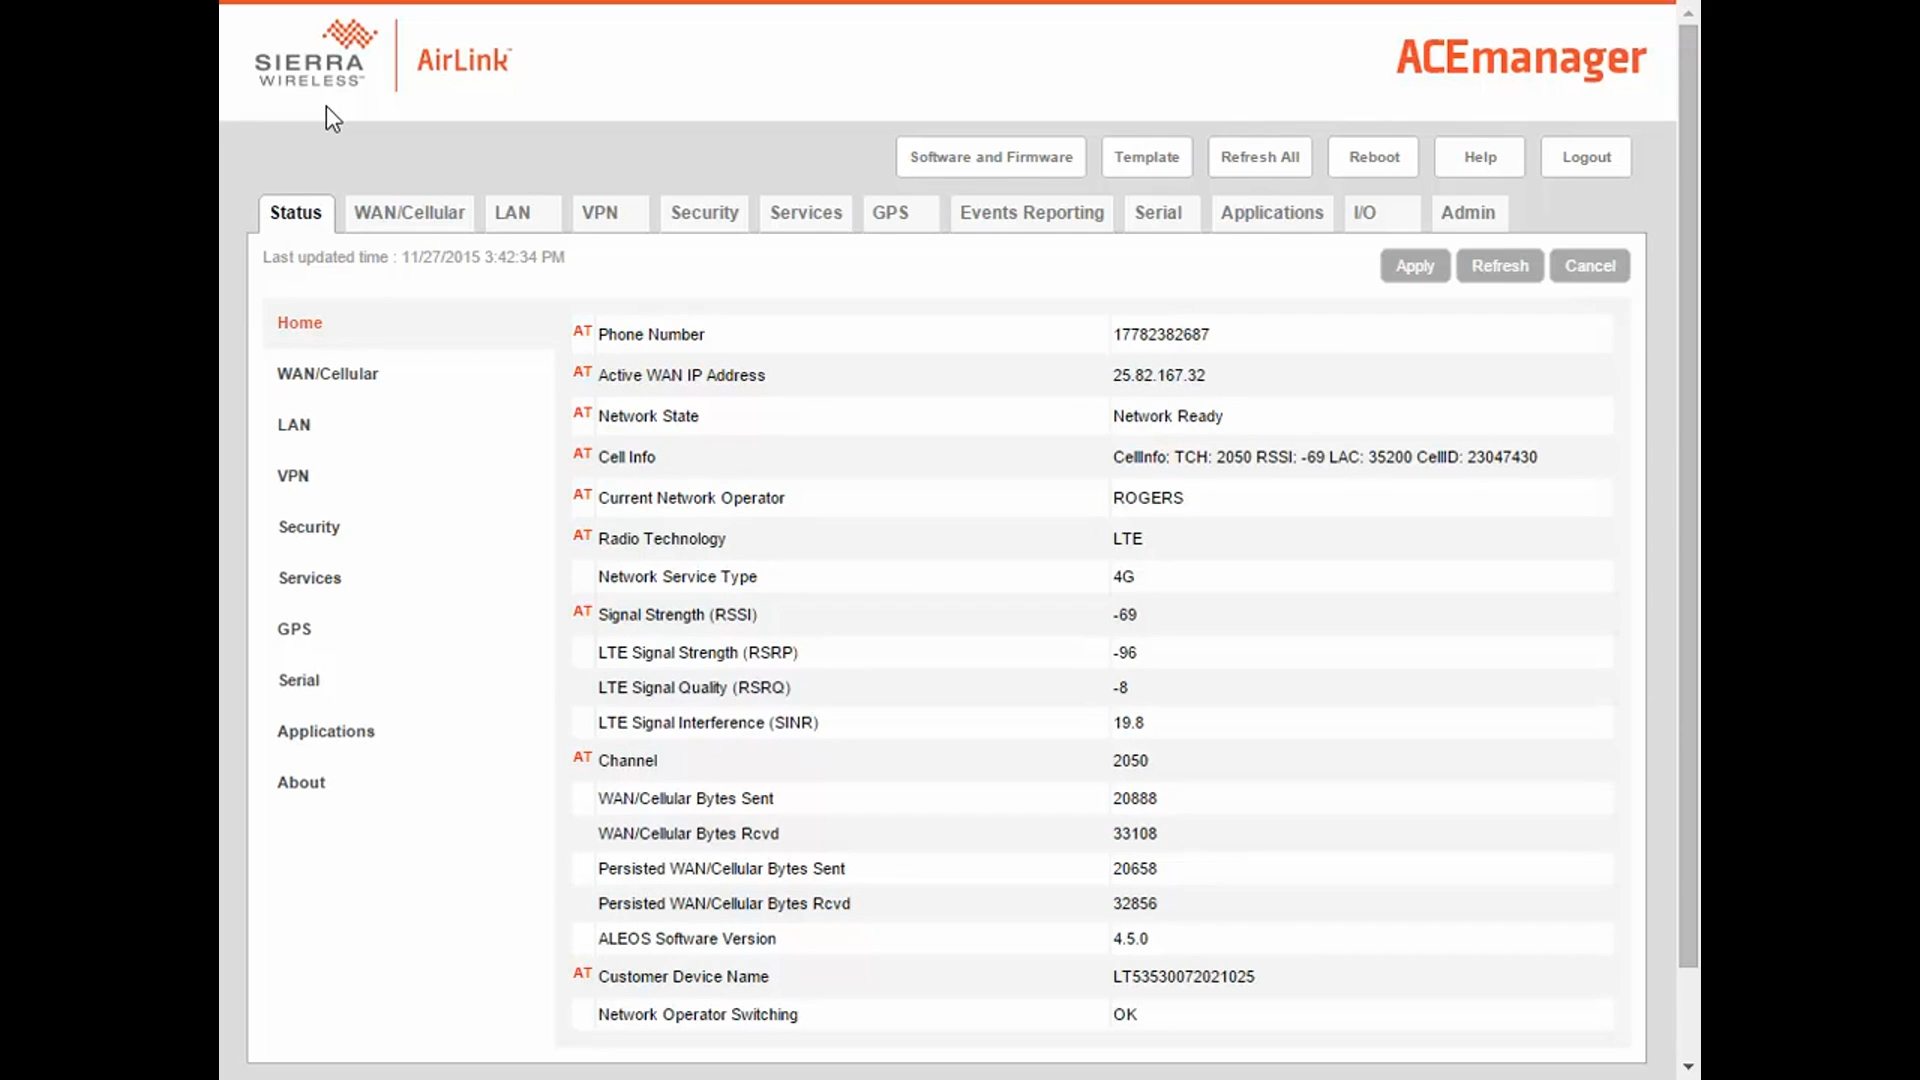 SIERRA WIRELESS™ AirLink™
ACEmanager
Software and Firmware Template Refresh All Reboot Help Logout
Status WAN/Cellular LAN VPN Security Services GPS Events Reporting Serial Applications I/O Admin
Last updated time : 11/27/2015 3:42:34 PM
Apply Refresh Cancel
Home
WAN/Cellular
LAN
VPN
Security
Services
GPS
Serial
Applications
About
AT Phone Number 17782382687
AT Active WAN IP Address 25.82.167.32
AT Network State Network Ready
AT Cell Info CellInfo: TCH: 2050 RSSI: -69 LAC: 35200 CellID: 23047430
AT Current Network Operator ROGERS
AT Radio Technology LTE
Network Service Type 4G
AT Signal Strength (RSSI) -69
LTE Signal Strength (RSRP) -96
LTE Signal Quality (RSRQ) -8
LTE Signal Interference (SINR) 19.8
AT Channel 2050
WAN/Cellular Bytes Sent 20888
WAN/Cellular Bytes Rcvd 33108
Persisted WAN/Cellular Bytes Sent 20658
Persisted WAN/Cellular Bytes Rcvd 32856
ALEOS Software Version 4.5.0
AT Customer Device Name LT53530072021025
Network Operator Switching OK